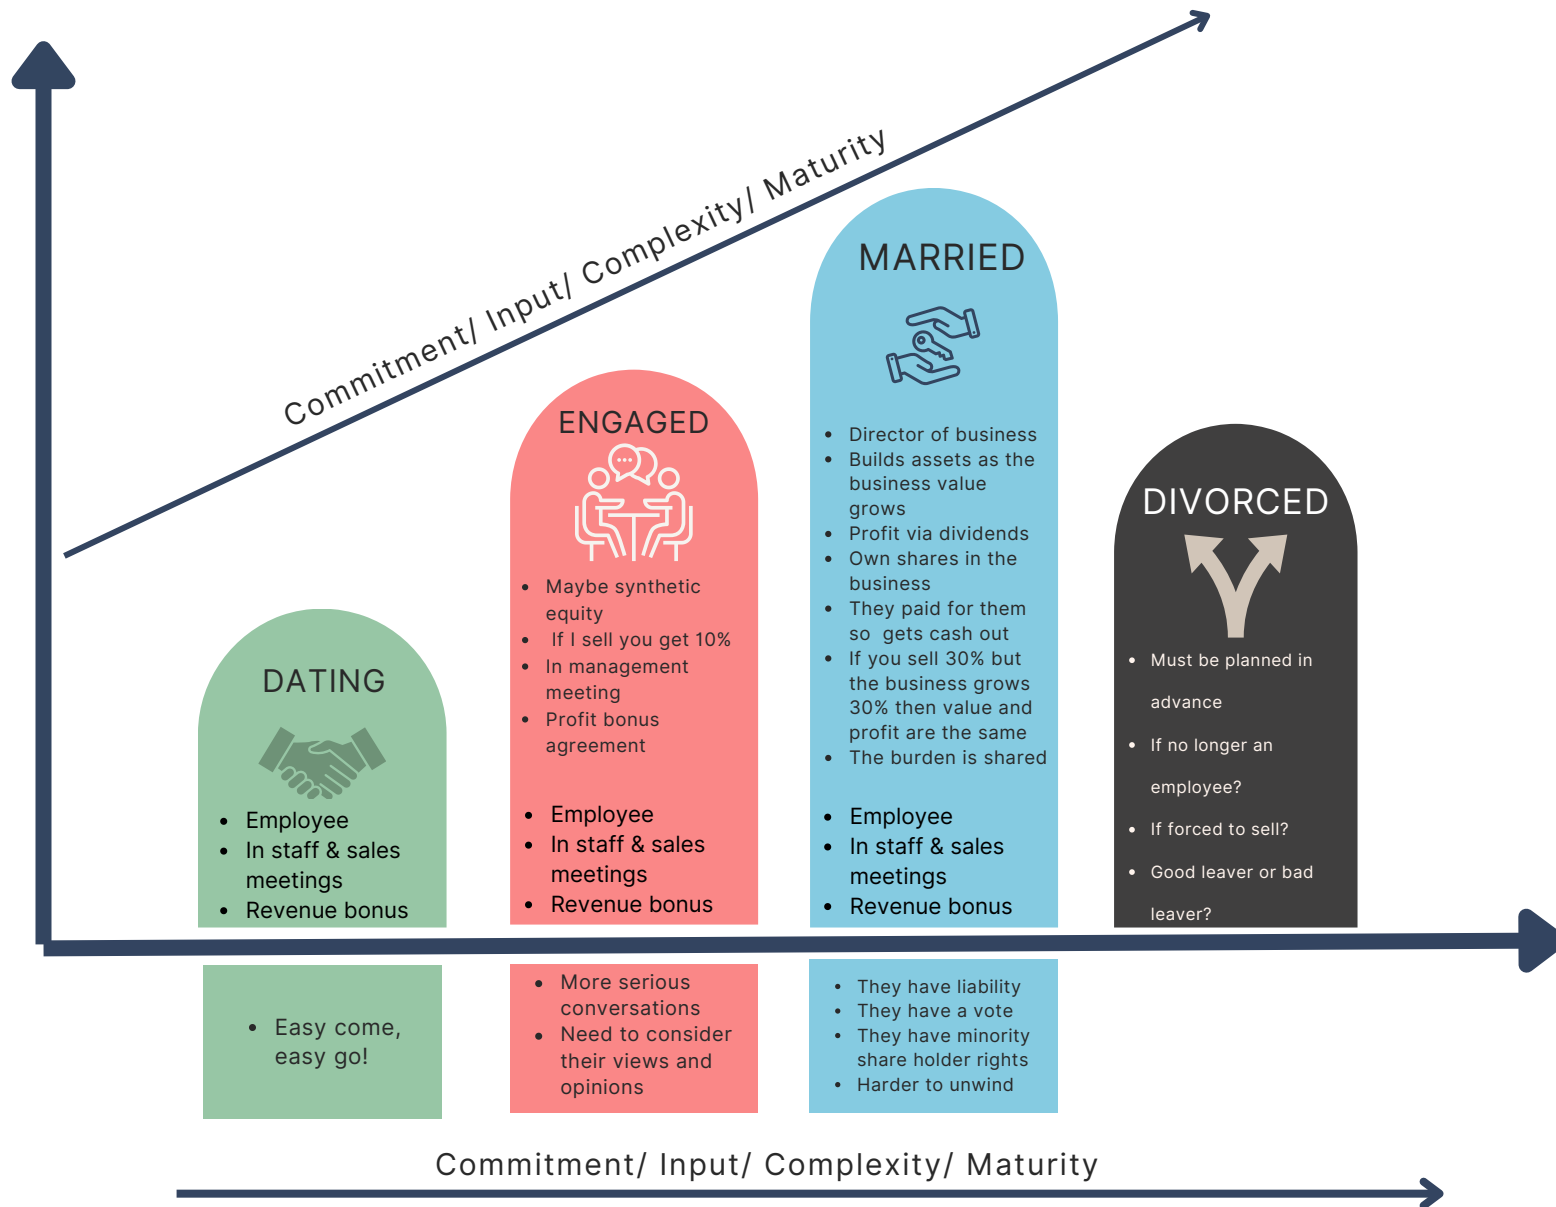 Commitment/ Input/ Complexity/ Maturity
DATING
• Employee
• In staff & sales
meetings
• Revenue bonus
• Easy come,
easy go!
ENGAGED
• Maybe synthetic
equity
• If I sell you get 10%
• In management
meeting
• Profit bonus
agreement
• Employee
• In staff & sales
meetings
• Revenue bonus
• More serious
conversations
• Need to consider
their views and
opinions
MARRIED
• Director of business
• Builds assets as the
business value
grows
• Profit via dividends
• Own shares in the
business
• They paid for them
so gets cash out
• If you sell 30% but
the business grows
30% then value and
profit are the same
• The burden is shared
• Employee
• In staff & sales
meetings
• Revenue bonus
• They have liability
• They have a vote
• They have minority
share holder rights
• Harder to unwind
DIVORCED
• Must be planned in
advance
• If no longer an
employee?
• If forced to sell?
• Good leaver or bad
leaver?
Commitment/ Input/ Complexity/ Maturity